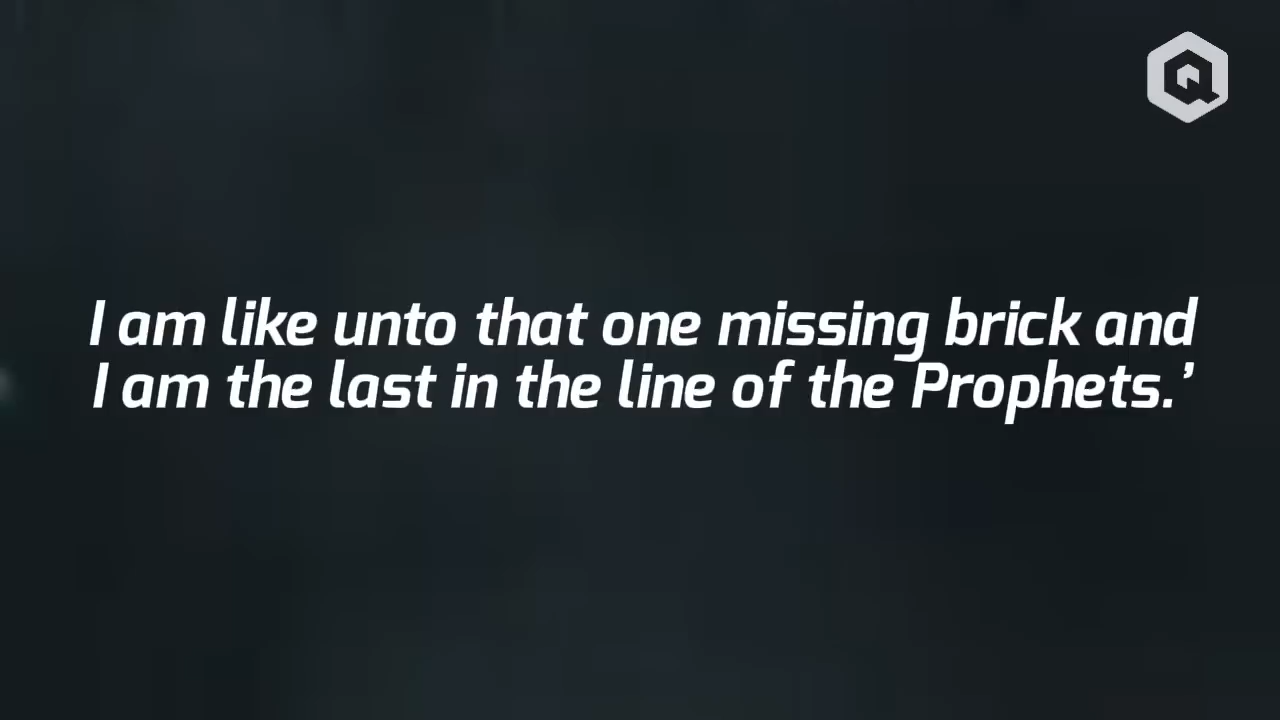 I am like unto that one missing brick and
I am the last in the line of the Prophets.’